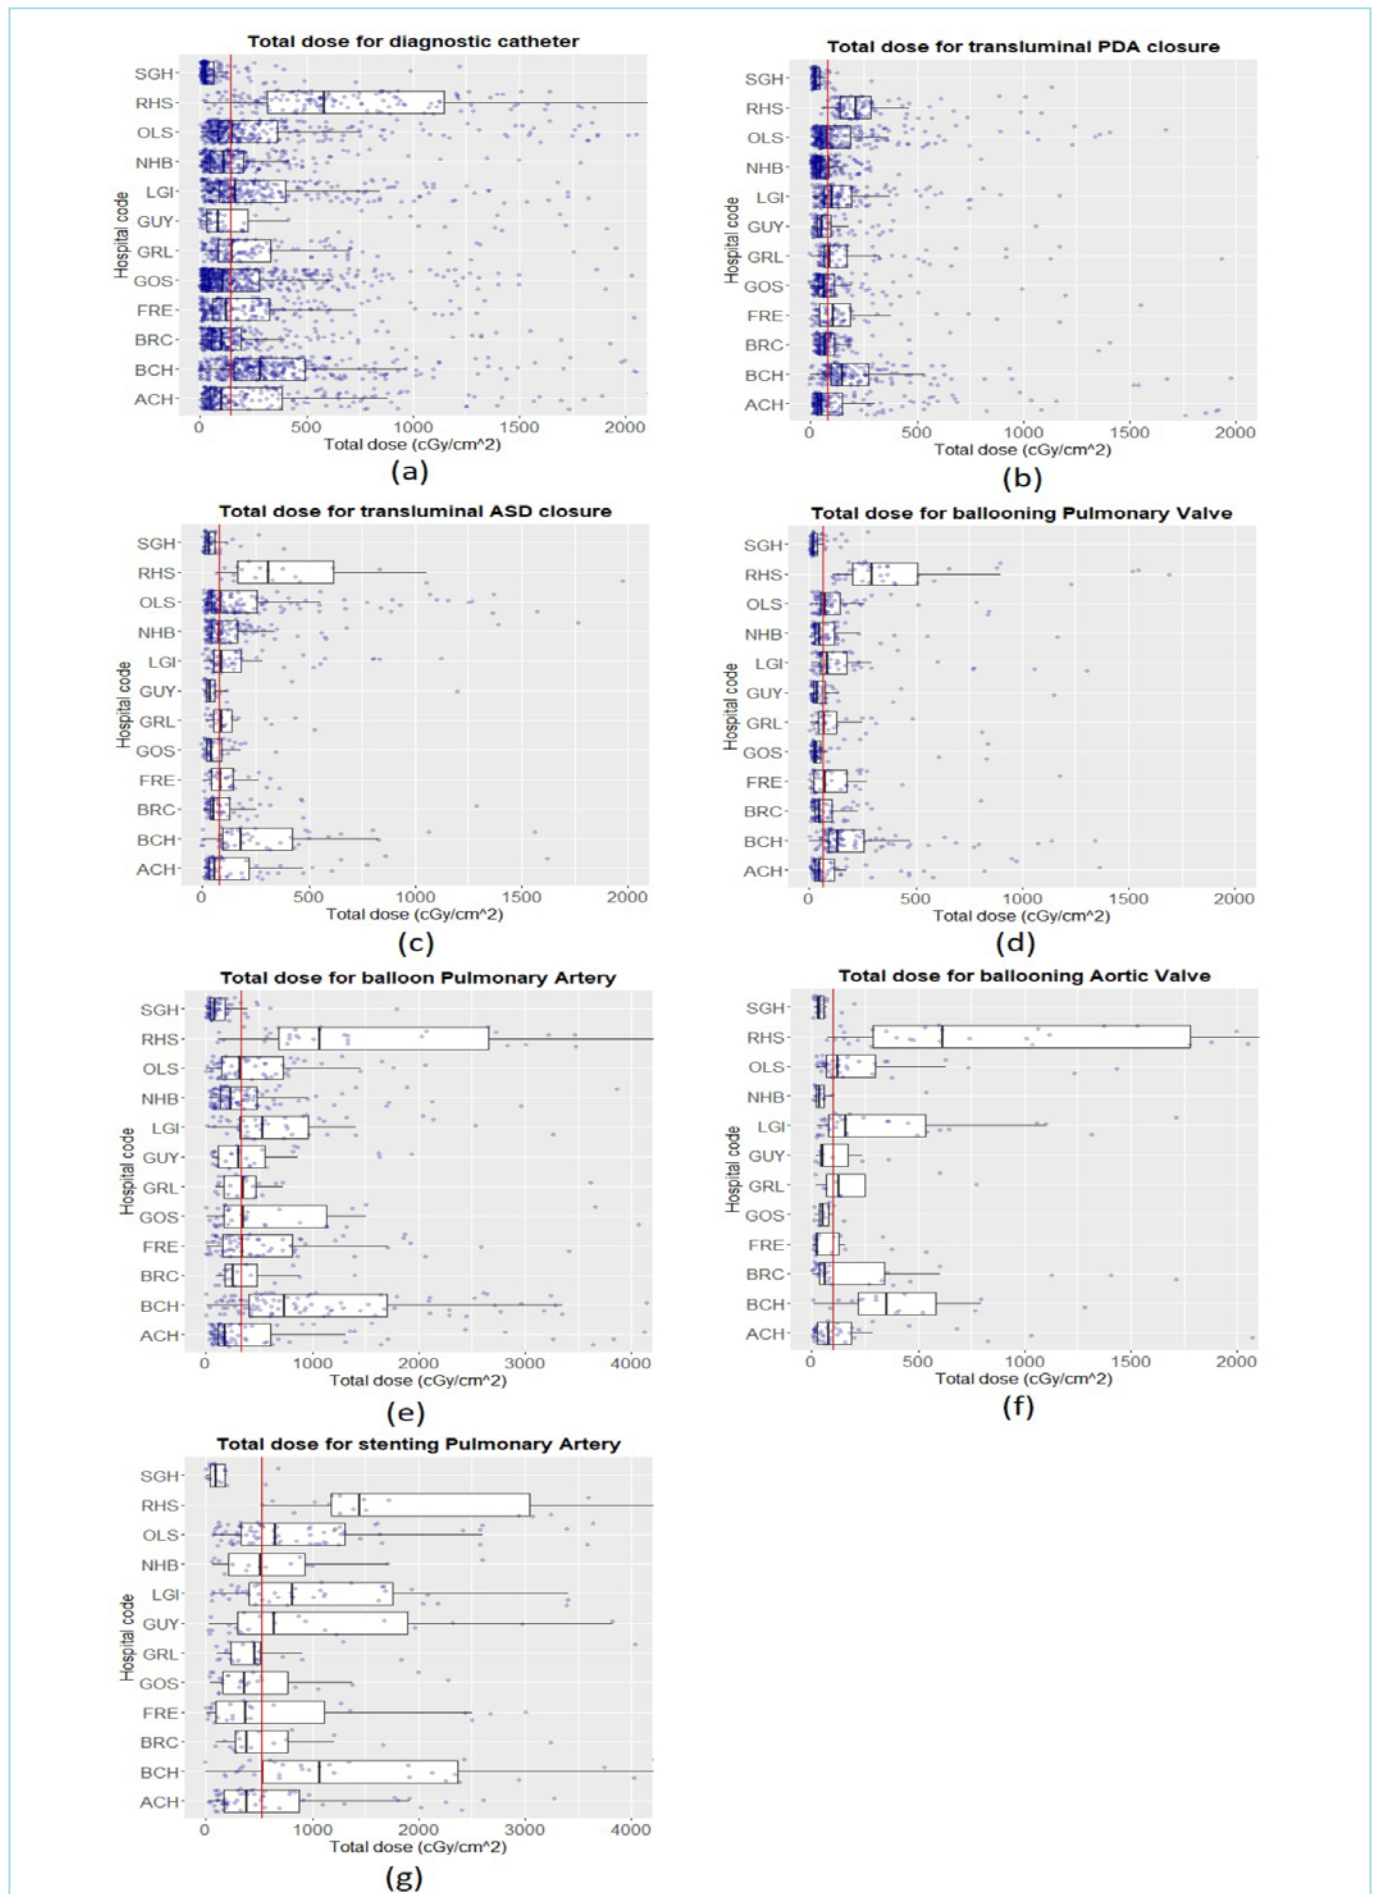 Total dose for diagnostic catheter
Hospital code
SGH
RHS
OLS
NHB
LGI
GUY
GRL
GOS
FRE
BRC
BCH
ACH
0 500 1000 1500 2000
Total dose (cGy/cm^2)
(a)
Total dose for transluminal PDA closure
Hospital code
SGH
RHS
OLS
NHB
LGI
GUY
GRL
GOS
FRE
BRC
BCH
ACH
0 500 1000 1500 2000
Total dose (cGy/cm^2)
(b)
Total dose for transluminal ASD closure
Hospital code
SGH
RHS
OLS
NHB
LGI
GUY
GRL
GOS
FRE
BRC
BCH
ACH
0 500 1000 1500 2000
Total dose (cGy/cm^2)
(c)
Total dose for ballooning Pulmonary Valve
Hospital code
SGH
RHS
OLS
NHB
LGI
GUY
GRL
GOS
FRE
BRC
BCH
ACH
0 500 1000 1500 2000
Total dose (cGy/cm^2)
(d)
Total dose for balloon Pulmonary Artery
Hospital code
SGH
RHS
OLS
NHB
LGI
GUY
GRL
GOS
FRE
BRC
BCH
ACH
0 1000 2000 3000 4000
Total dose (cGy/cm^2)
(e)
Total dose for ballooning Aortic Valve
Hospital code
SGH
RHS
OLS
NHB
LGI
GUY
GRL
GOS
FRE
BRC
BCH
ACH
0 500 1000 1500 2000
Total dose (cGy/cm^2)
(f)
Total dose for stenting Pulmonary Artery
Hospital code
SGH
RHS
OLS
NHB
LGI
GUY
GRL
GOS
FRE
BRC
BCH
ACH
0 1000 2000 3000 4000
Total dose (cGy/cm^2)
(g)